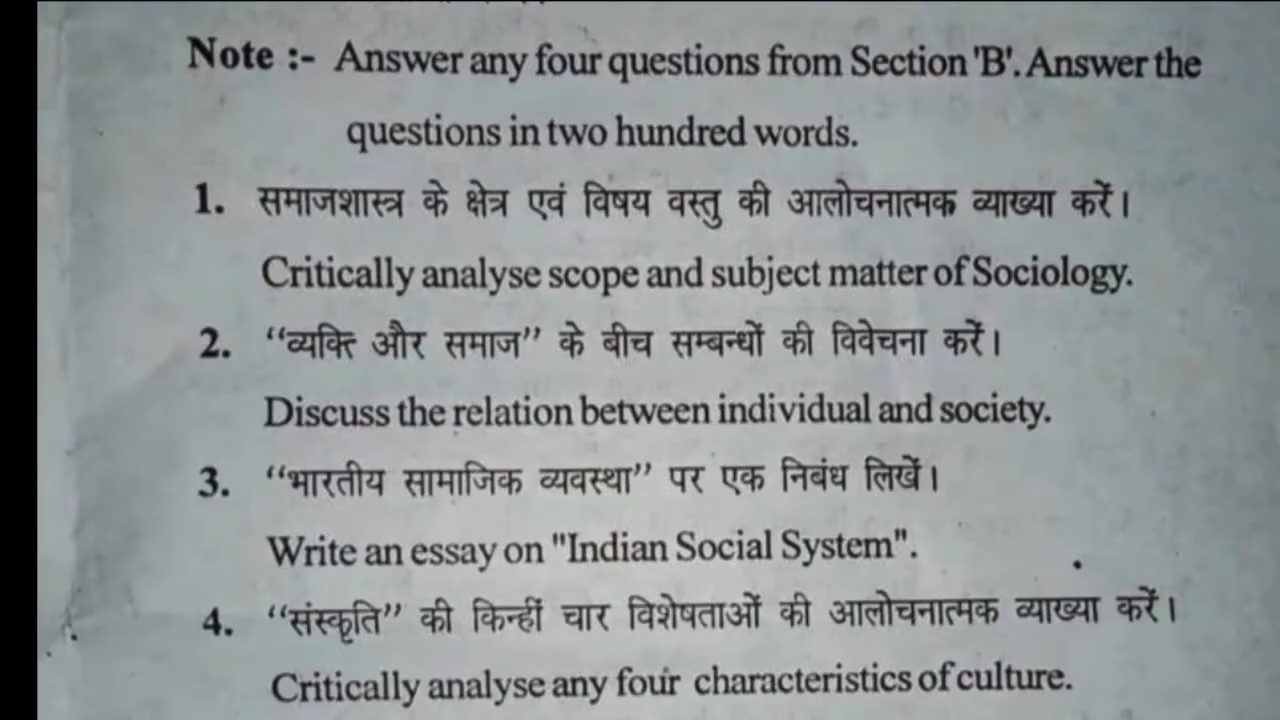 Note :- Answer any four questions from Section 'B'. Answer the
questions in two hundred words.
1. समाजशास्त्र के क्षेत्र एवं विषय वस्तु की आलोचनात्मक व्याख्या करें।
Critically analyse scope and subject matter of Sociology.
2. “व्यक्ति और समाज” के बीच सम्बन्धों की विवेचना करें।
Discuss the relation between individual and society.
3. “भारतीय सामाजिक व्यवस्था” पर एक निबंध लिखें।
Write an essay on "Indian Social System".
4. “संस्कृति” की किन्हीं चार विशेषताओं की आलोचनात्मक व्याख्या करें।
Critically analyse any four characteristics of culture.